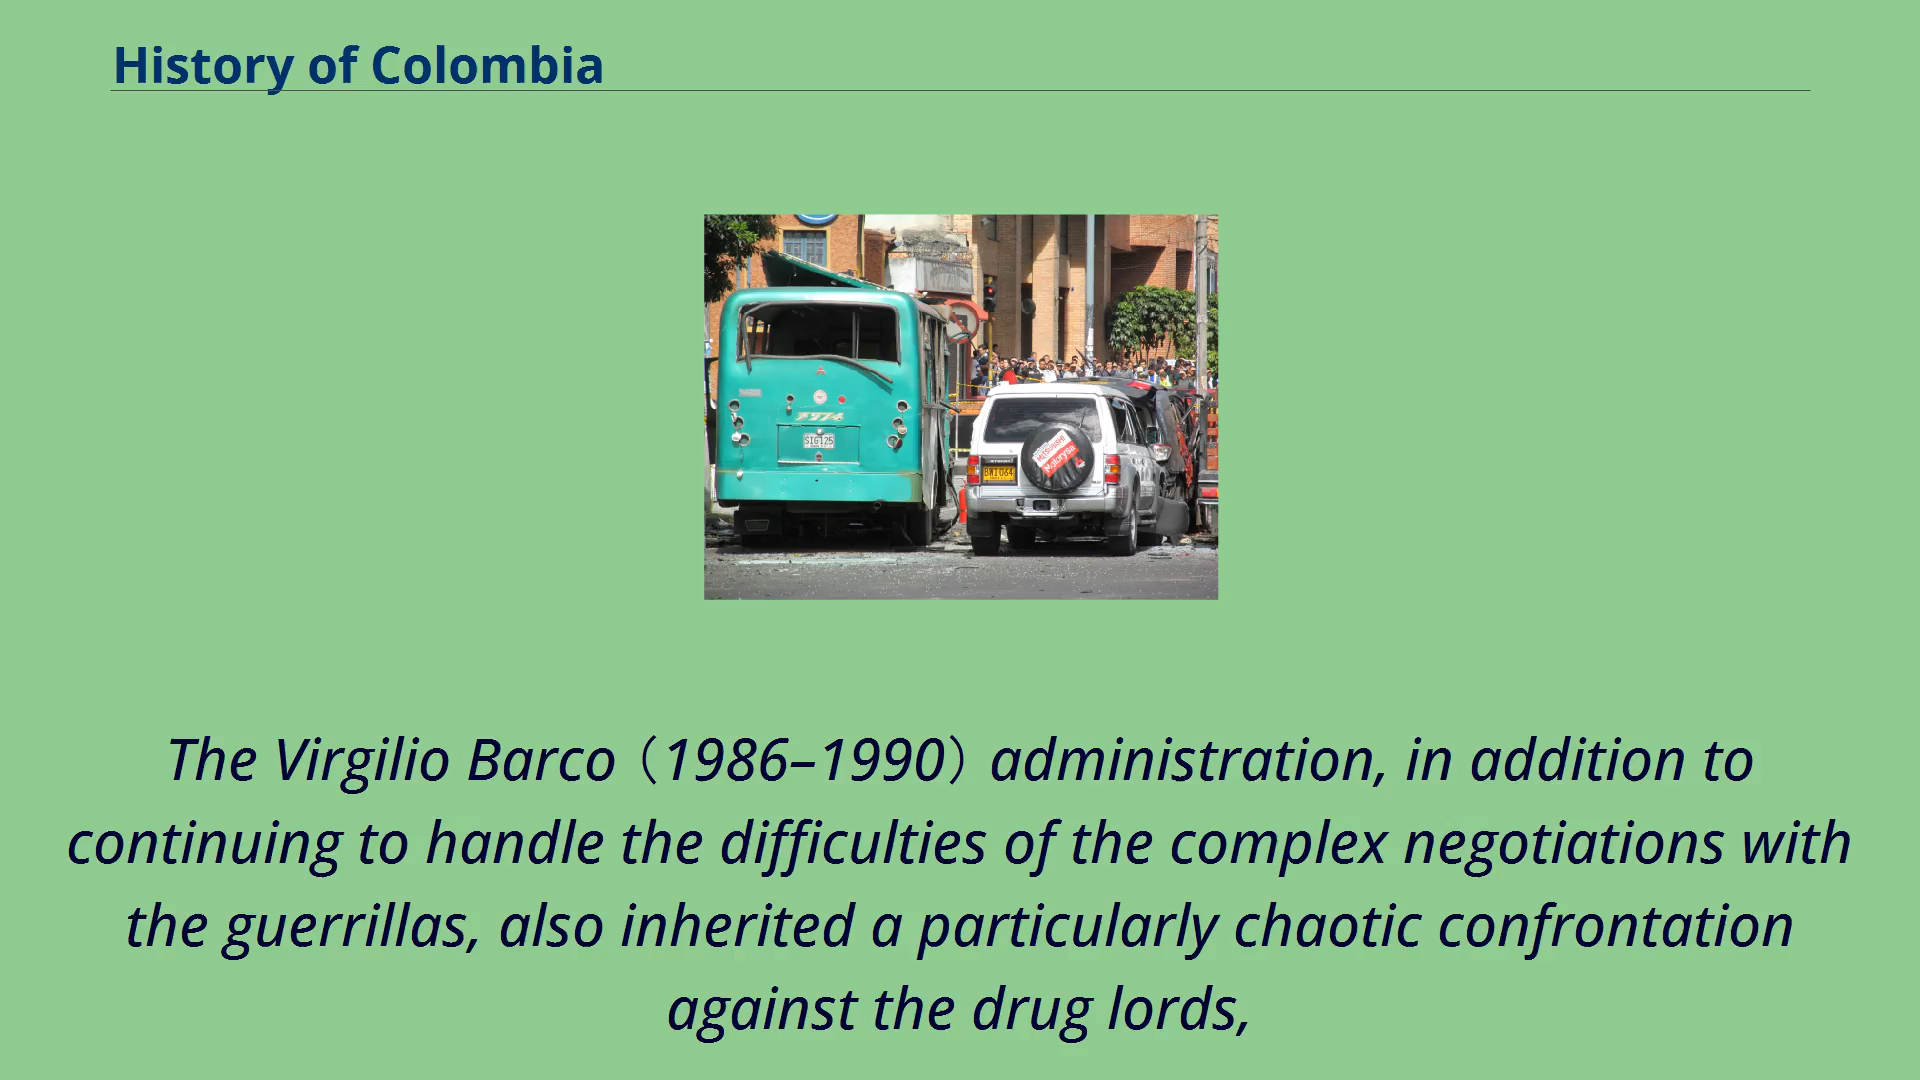 History of Colombia
SIG125
The Virgilio Barco（1986–1990）administration, in addition to
continuing to handle the difficulties of the complex negotiations with
the guerrillas, also inherited a particularly chaotic confrontation
against the drug lords,